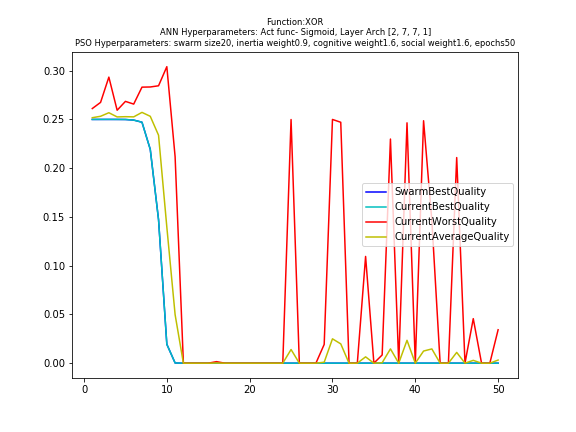 Function:XOR
ANN Hyperparameters: Act func- Sigmoid, Layer Arch [2, 7, 7, 1]
PSO Hyperparameters: swarm size20, inertia weight0.9, cognitive weight1.6, social weight1.6, epochs50
0.30
0.25
0.20
0.15
0.10
0.05
0.00
SwarmBestQuality
CurrentBestQuality
CurrentWorstQuality
CurrentAverageQuality
0 10 20 30 40 50